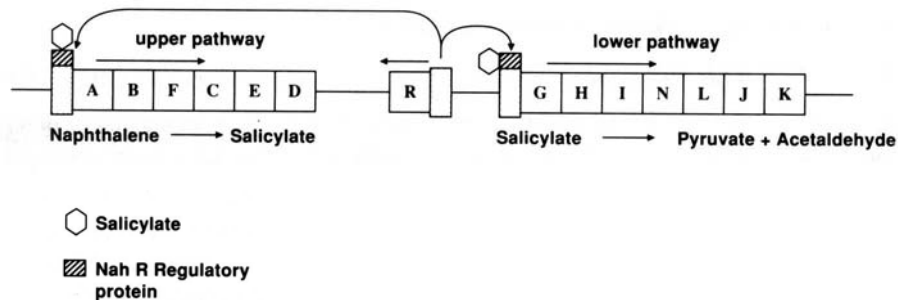 upper pathway
lower pathway
A B F C E D R G H I N L J K
Naphthalene ⟶ Salicylate Salicylate ⟶ Pyruvate + Acetaldehyde
Salicylate
Nah R Regulatory
protein